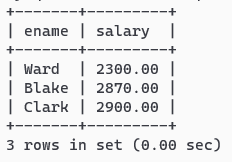 +-------+---------+
| ename | salary  |
+-------+---------+
| Ward  | 2300.00 |
| Blake | 2870.00 |
| Clark | 2900.00 |
+-------+---------+
3 rows in set (0.00 sec)